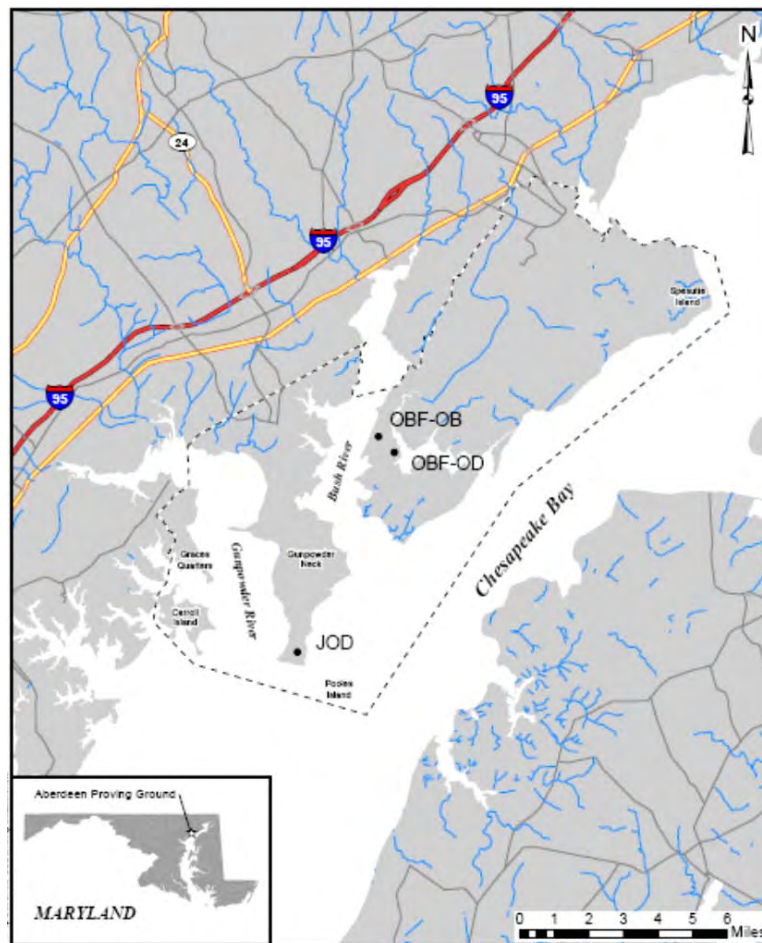 N
95
24
95
Spesutie
Island
95
OBF-OB
OBF-OD
Bush River
Chesapeake Bay
Graces
Quarters
Gunpowder
Neck
Gunpowder River
Carroll
Island
JOD
Pooles
Island
Aberdeen Proving Ground
MARYLAND
0 1 2 3 4 5 6
Miles